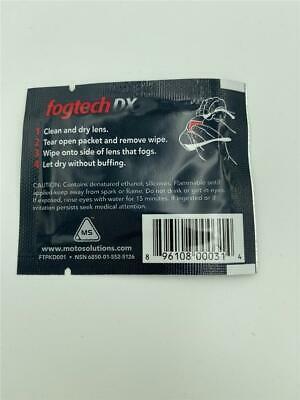 fogtech DX
1 Clean and dry lens.
2 Tear open packet and remove wipe.
3 Wipe onto side of lens that fogs.
4 Let dry without buffing.
CAUTION: Contains denatured ethanol, silicones. Flammable until
applied keep away from spark or flame. Do not drink or get in eyes
If exposed, rinse eyes with water for 15 minutes. If ingested or if
irritation persists seek medical attention.
MS
www.motosolutions.com
FTPKD001 • NSN 6850-01-552-5126
8 96108 00031 4